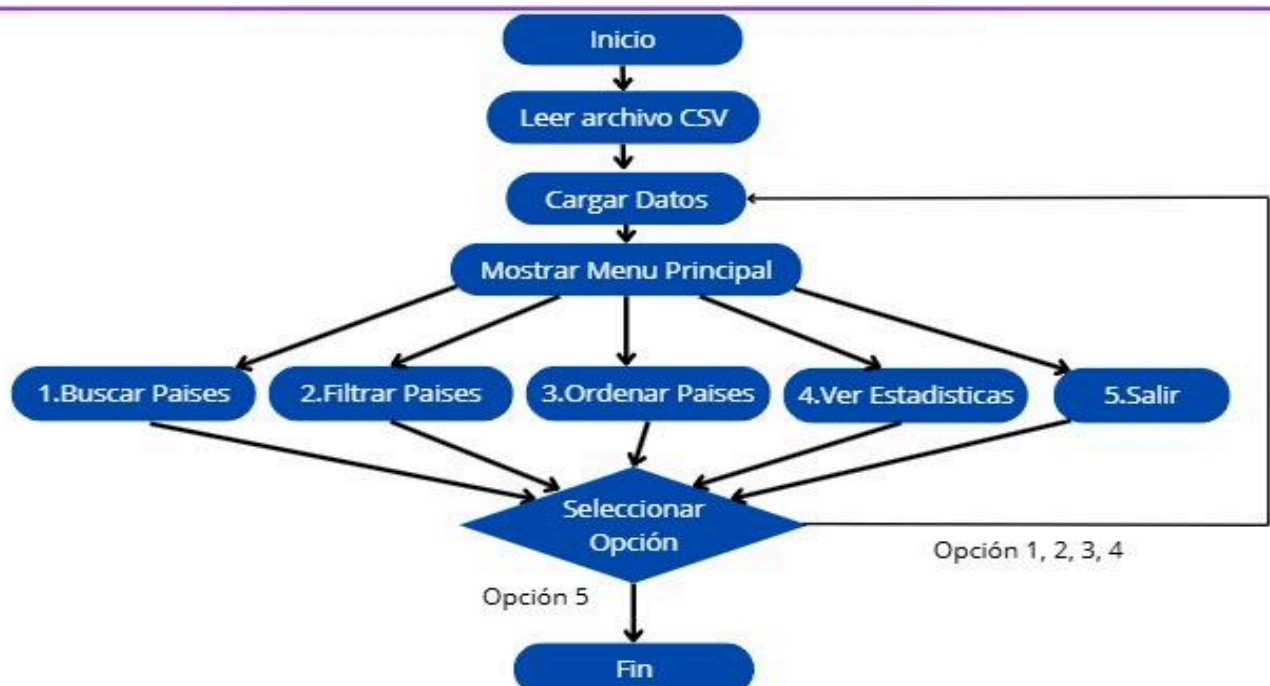 Inicio
Leer archivo CSV
Cargar Datos
Mostrar Menu Principal
1.Buscar Paises
2.Filtrar Paises
3.Ordenar Paises
4.Ver Estadisticas
5.Salir
Seleccionar
Opción
Opción 1, 2, 3, 4
Opción 5
Fin